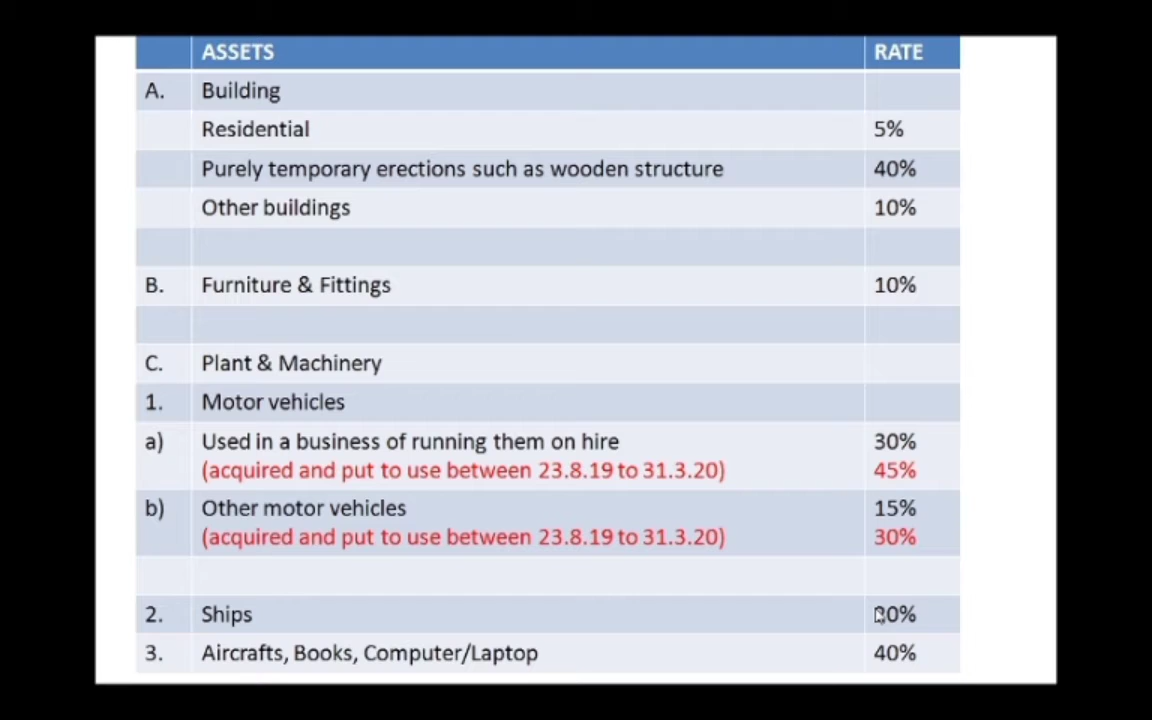 ASSETS RATE
A. Building
Residential 5%
Purely temporary erections such as wooden structure 40%
Other buildings 10%
B. Furniture & Fittings 10%
C. Plant & Machinery
1. Motor vehicles
a) Used in a business of running them on hire 30%
(acquired and put to use between 23.8.19 to 31.3.20) 45%
b) Other motor vehicles 15%
(acquired and put to use between 23.8.19 to 31.3.20) 30%
2. Ships
3. Aircrafts, Books, Computer/Laptop 40%